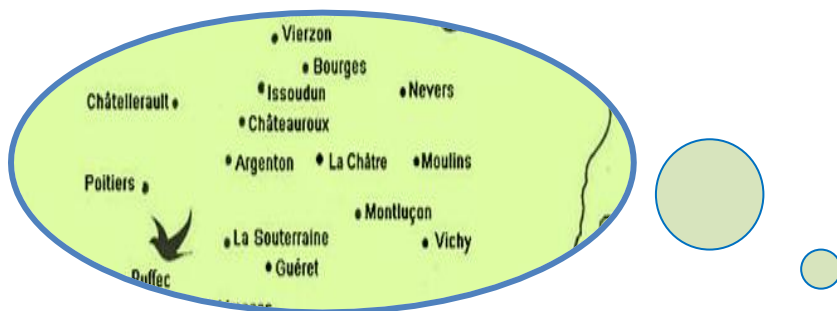 Vierzon
Bourges
Issoudun
Nevers
Châtellerault
Châteauroux
Argenton
La Châtre
Moulins
Poitiers
Montluçon
La Souterraine
Vichy
Guéret
Ruffec